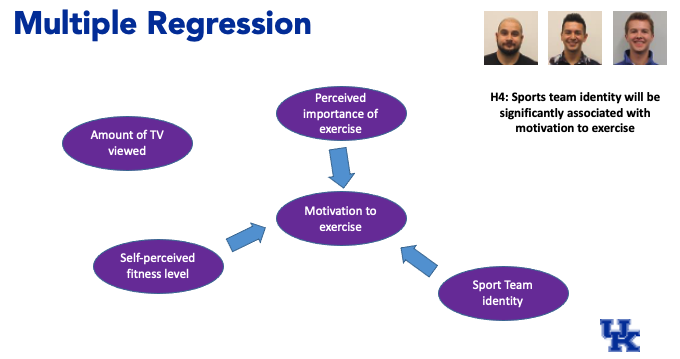 Multiple Regression
H4: Sports team identity will be
significantly associated with
motivation to exercise
Perceived
importance of
exercise
Amount of TV
viewed
Motivation to
exercise
Self-perceived
fitness level
Sport Team
identity
UK